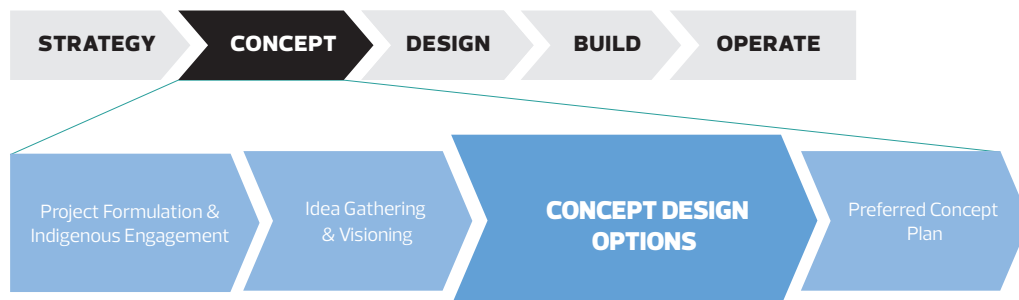 STRATEGY
CONCEPT
DESIGN
BUILD
OPERATE
Project Formulation &
Indigenous Engagement
Idea Gathering
& Visioning
CONCEPT DESIGN
OPTIONS
Preferred Concept
Plan